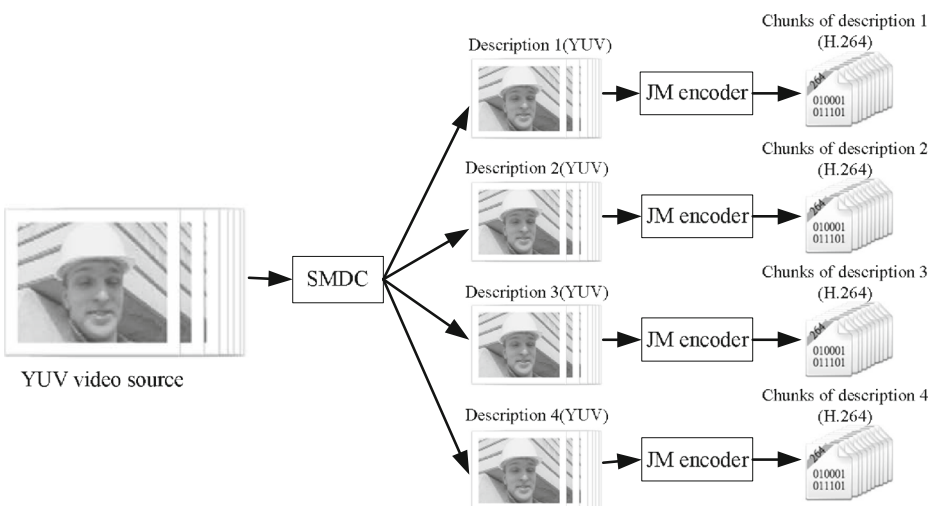 Description 1(YUV)
JM encoder
Chunks of description 1
(H.264)
264
010001
011101
Description 2(YUV)
JM encoder
Chunks of description 2
(H.264)
264
010001
011101
YUV video source
SMDC
Description 3(YUV)
JM encoder
Chunks of description 3
(H.264)
264
010001
011101
Description 4(YUV)
JM encoder
Chunks of description 4
(H.264)
264
010001
011101